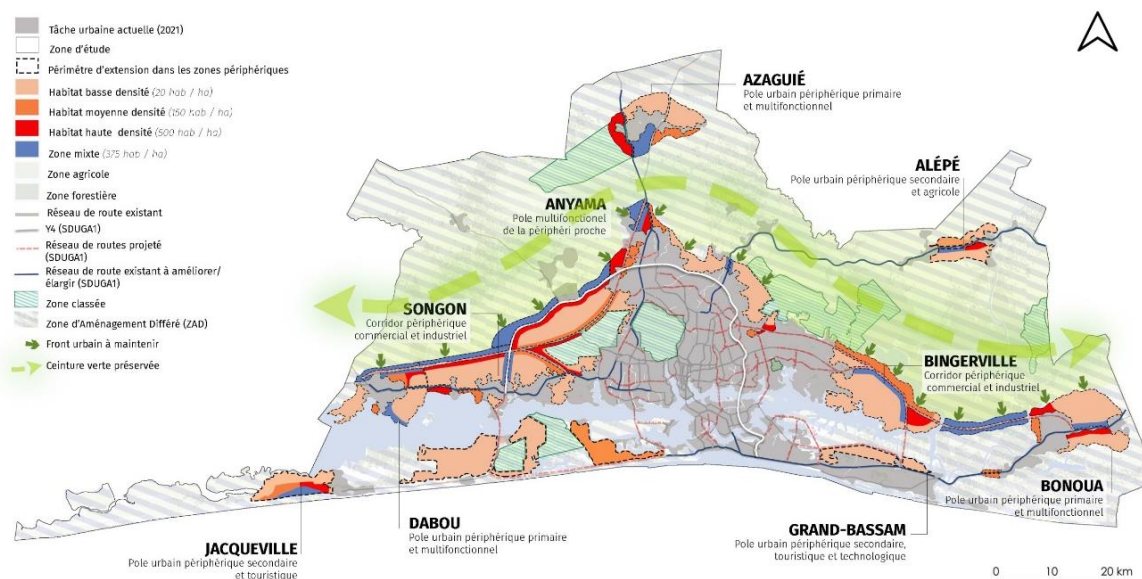 Tâche urbaine actuelle (2021)
Zone d'étude
Périmètre d'extension dans les zones périphériques
Habitat basse densité (20 hab / ha)
Habitat moyenne densité (150 hab / ha)
Habitat haute densité (500 hab / ha)
Zone mixte (375 hab / ha)
Zone agricole
Zone forestière
Réseau de route existant
Y4 (SDUGA1)
Réseau de routes projeté
(SDUGA1)
Réseau de route existant à améliorer/
élargir (SDUGA1)
Zone classée
Zone d'Aménagement Différé (ZAD)
Front urbain à maintenir
Ceinture verte préservée
AZAGUIÉ
Pole urbain périphérique primaire
et multifonctionnel
ALÉPÉ
Pole urbain périphérique secondaire
et agricole
ANYAMA
Pole multifonctionel
de la périphéri proche
SONGON
Corridor périphérique
commercial et industriel
BINGERVILLE
Corridor périphérique
commercial et industriel
BONOUA
Pole urbain périphérique primaire
et multifonctionnel
GRAND-BASSAM
Pole urbain périphérique secondaire,
touristique et technologique
DABOU
Pole urbain périphérique primaire
et multifonctionnel
JACQUEVILLE
Pole urbain périphérique secondaire
et touristique
0 10 20 km